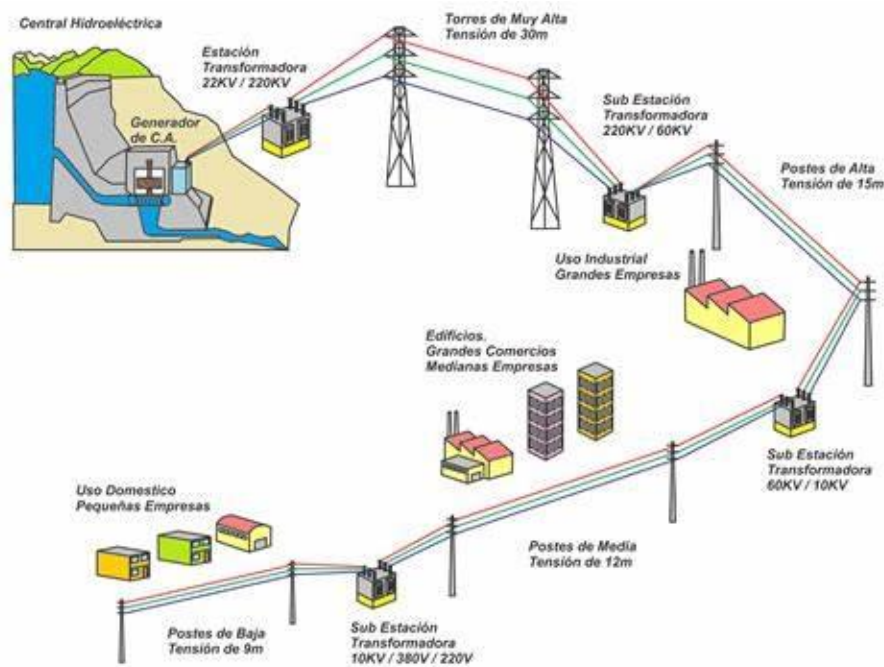 Central Hidroeléctrica
Generador
de C.A.
Estación
Transformadora
22KV / 220KV
Torres de Muy Alta
Tensión de 30m
Sub Estación
Transformadora
220KV / 60KV
Postes de Alta
Tensión de 15m
Uso Industrial
Grandes Empresas
Edificios,
Grandes Comercios
Medianas Empresas
Sub Estación
Transformadora
60KV / 10KV
Postes de Media
Tensión de 12m
Uso Domestico
Pequeñas Empresas
Sub Estación
Transformadora
10KV / 380V / 220V
Postes de Baja
Tensión de 9m